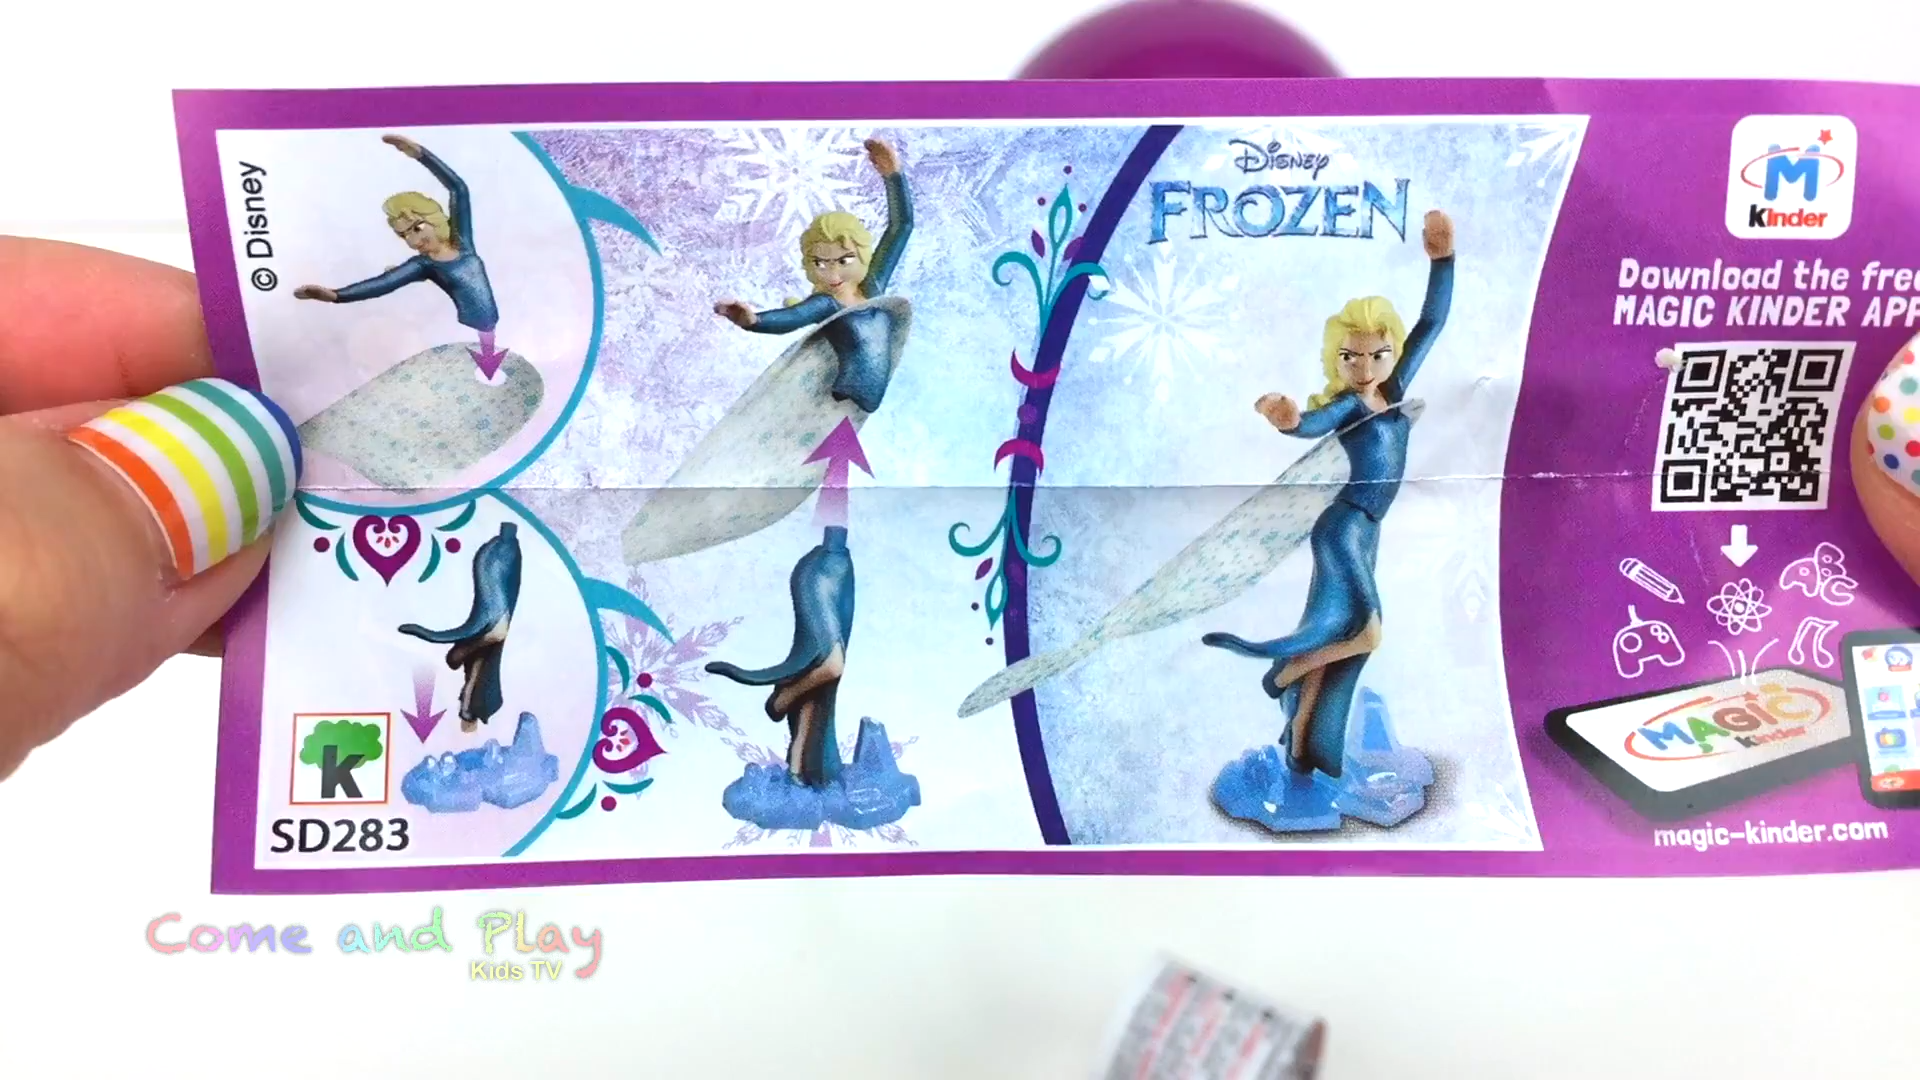 © Disney
Disney
FROZEN
kinder
Download the free
MAGIC KINDER APP
ABC
MAGIC
kinder
magic-kinder.com
k
SD283
Come and Play
Kids TV